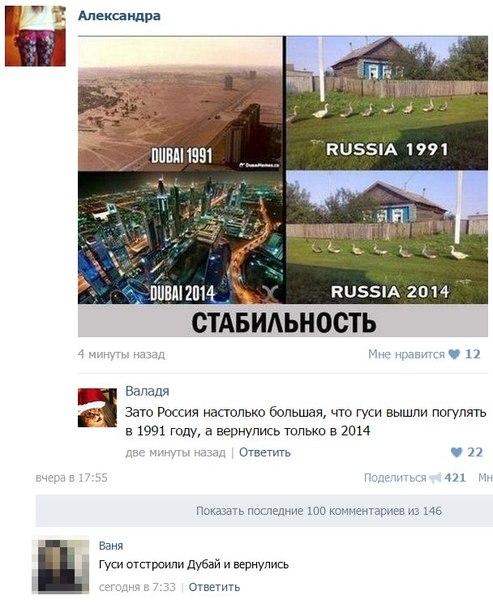 Александра
DUBAI 1991
DubaiMemes.co
RUSSIA 1991
DUBAI 2014
RUSSIA 2014
СТАБИЛЬНОСТЬ
4 минуты назад
Мне нравится 12
Валадя
Зато Россия настолько большая, что гуси вышли погулять
в 1991 году, а вернулись только в 2014
две минуты назад | Ответить
22
вчера в 17:55
Поделиться 421 Мн
Показать последние 100 комментариев из 146
Ваня
Гуси отстроили Дубай и вернулись
сегодня в 7:33 | Ответить